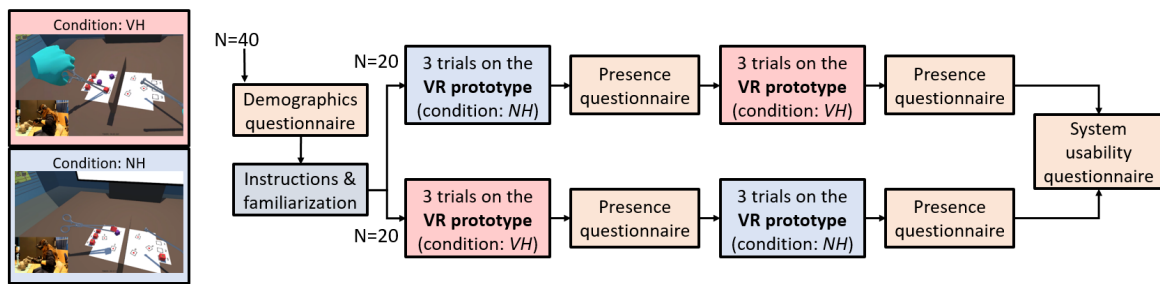 Condition: VH
Condition: NH
N=40
Demographics
questionnaire
Instructions &
familiarization
N=20
3 trials on the
VR prototype
(condition: NH)
Presence
questionnaire
3 trials on the
VR prototype
(condition: VH)
Presence
questionnaire
N=20
3 trials on the
VR prototype
(condition: VH)
Presence
questionnaire
3 trials on the
VR prototype
(condition: NH)
Presence
questionnaire
System
usability
questionnaire